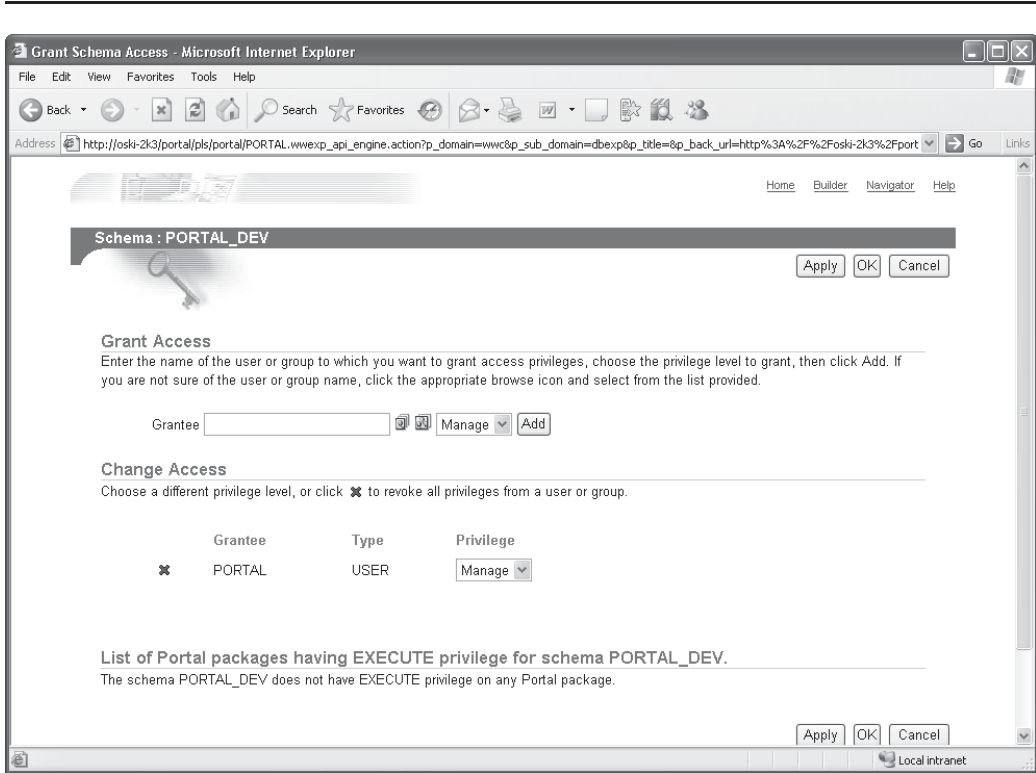 Grant Schema Access - Microsoft Internet Explorer
File Edit View Favorites Tools Help
Back Search Favorites
Address http://oski-2k3/portal/pls/portal/PORTAL.wwexp_api_engine.action?p_domain=wwc&p_sub_domain=dbexp&p_title=&p_back_url=http%3A%2F%2Foski-2k3%2Fport Go Links
Home Builder Navigator Help
Schema : PORTAL_DEV
Apply OK Cancel
Grant Access
Enter the name of the user or group to which you want to grant access privileges, choose the privilege level to grant, then click Add. If
you are not sure of the user or group name, click the appropriate browse icon and select from the list provided.
Grantee Manage Add
Change Access
Choose a different privilege level, or click to revoke all privileges from a user or group.
Grantee Type Privilege
PORTAL USER Manage
List of Portal packages having EXECUTE privilege for schema PORTAL_DEV.
The schema PORTAL_DEV does not have EXECUTE privilege on any Portal package.
Apply OK Cancel
Local intranet